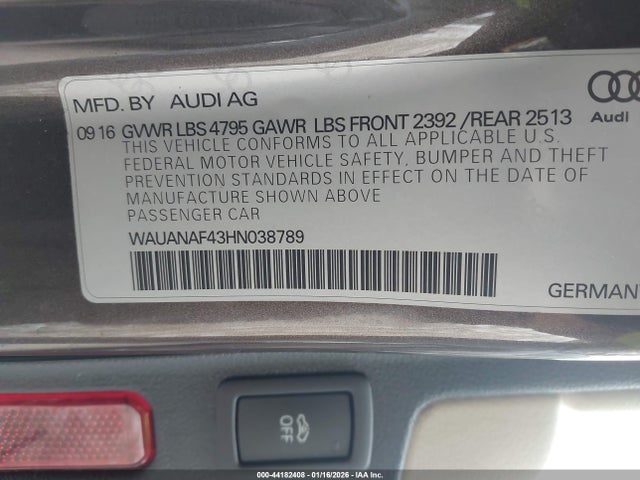 MFD. BY AUDI AG
Audi
09 16 GVWR LBS 4795 GAWR LBS FRONT 2392 /REAR 2513
THIS VEHICLE CONFORMS TO ALL APPLICABLE U.S.
FEDERAL MOTOR VEHICLE SAFETY, BUMPER AND THEFT
PREVENTION STANDARDS IN EFFECT ON THE DATE OF
MANUFACTURE SHOWN ABOVE
PASSENGER CAR
WAUANAF43HN038789
GERMANY
OFF
000-44182408 - 01/16/2026 - COPART IAA